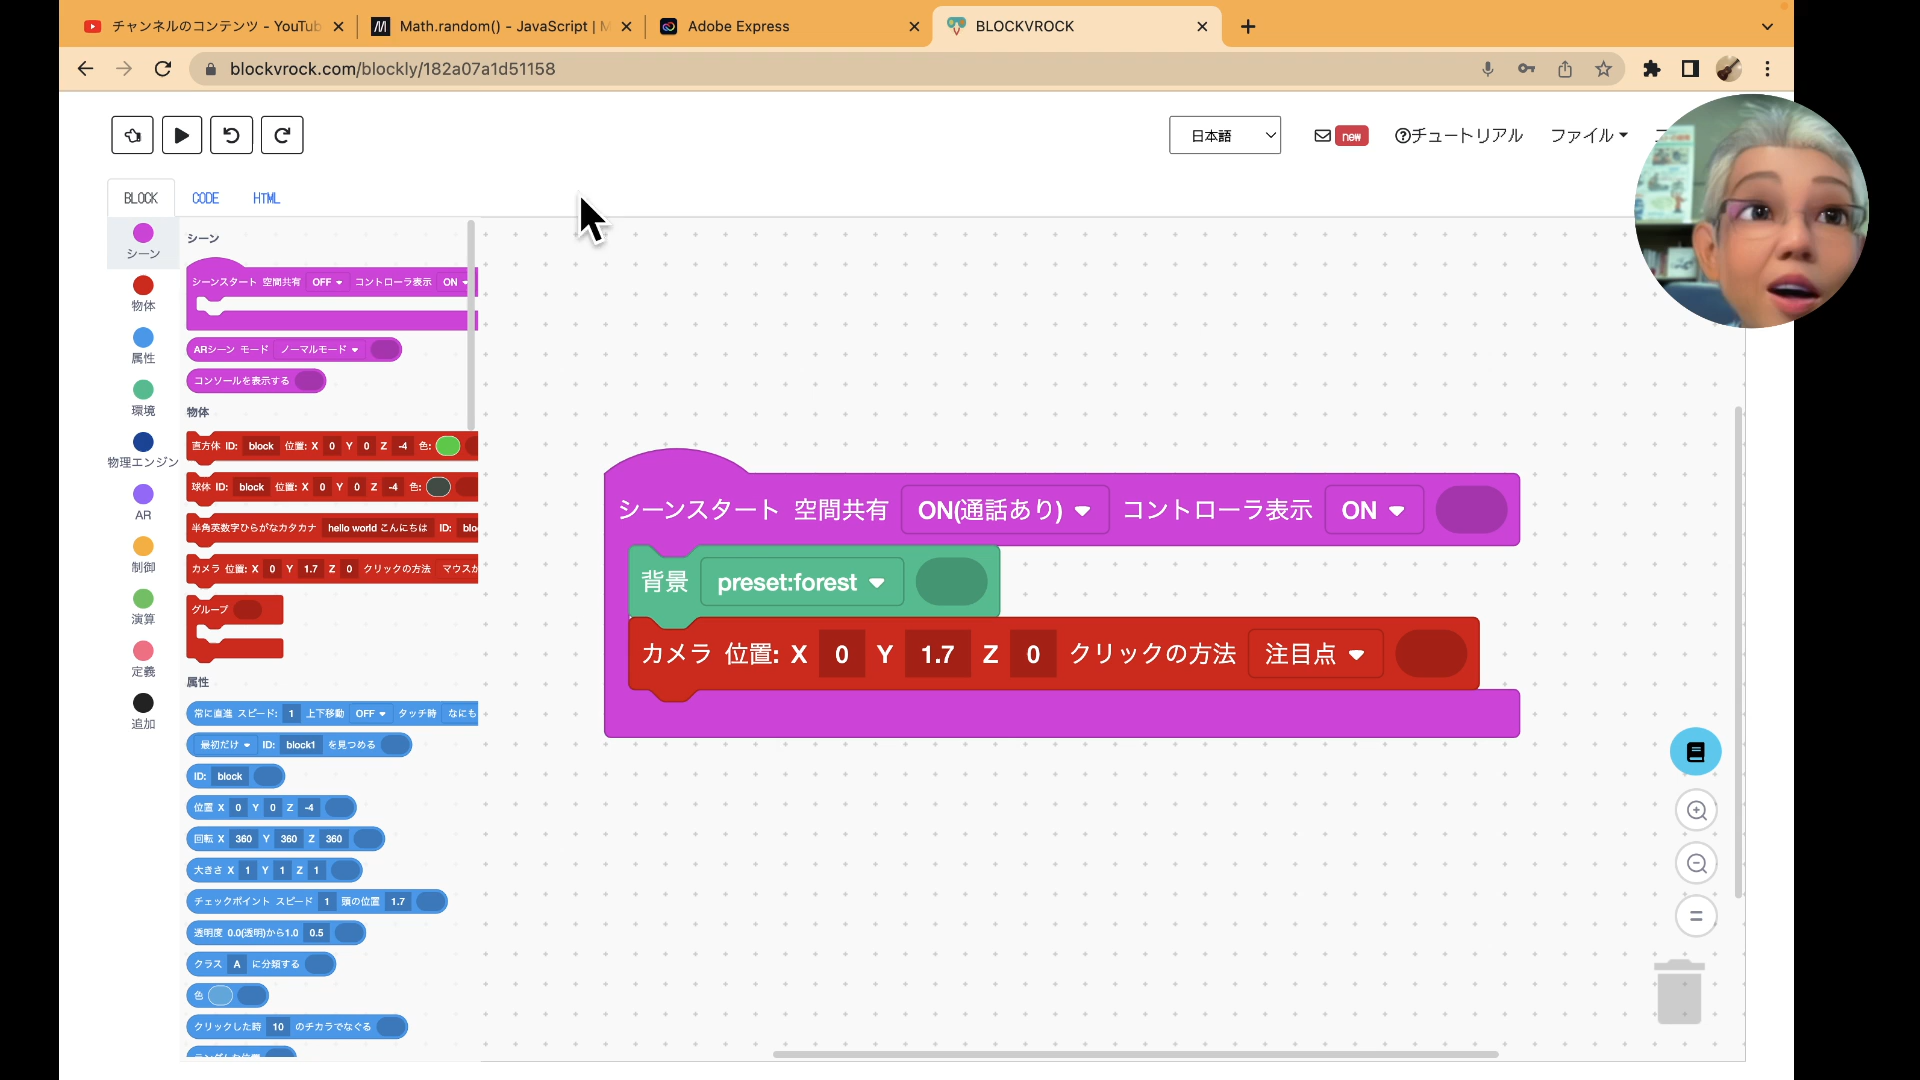 チャンネルのコンテンツ - YouTub
Math.random() - JavaScript | M
Adobe Express
BLOCKVROCK
blockvrock.com/blockly/182a07a1d51158
日本語
new
チュートリアル
ファイル
BLOCK
CODE
HTML
シーン
物体
属性
環境
物理エンジン
AR
制御
演算
定義
追加
シーン
シーンスタート 空間共有 OFF コントローラ表示 ON
ARシーン モード ノーマルモード
コンソールを表示する
物体
直方体 ID: block 位置: X 0 Y 0 Z -4 色:
球体 ID: block 位置: X 0 Y 0 Z -4 色:
半角英数字ひらがなカタカナ hello world こんにちは ID: blo
カメラ 位置: X 0 Y 1.7 Z 0 クリックの方法 マウスか
グループ
属性
常に直進 スピード: 1 上下移動 OFF タッチ時 なにも
最初だけ ID: block1 を見つめる
ID: block
位置 X 0 Y 0 Z -4
回転 X 360 Y 360 Z 360
大きさ X 1 Y 1 Z 1
チェックポイント スピード 1 頭の位置 1.7
透明度 0.0(透明)から1.0 0.5
クラス A に分類する
色
クリックした時 10 のチカラでなぐる
シーンスタート 空間共有 ON(通話あり) コントローラ表示 ON
背景 preset:forest
カメラ 位置: X 0 Y 1.7 Z 0 クリックの方法 注目点